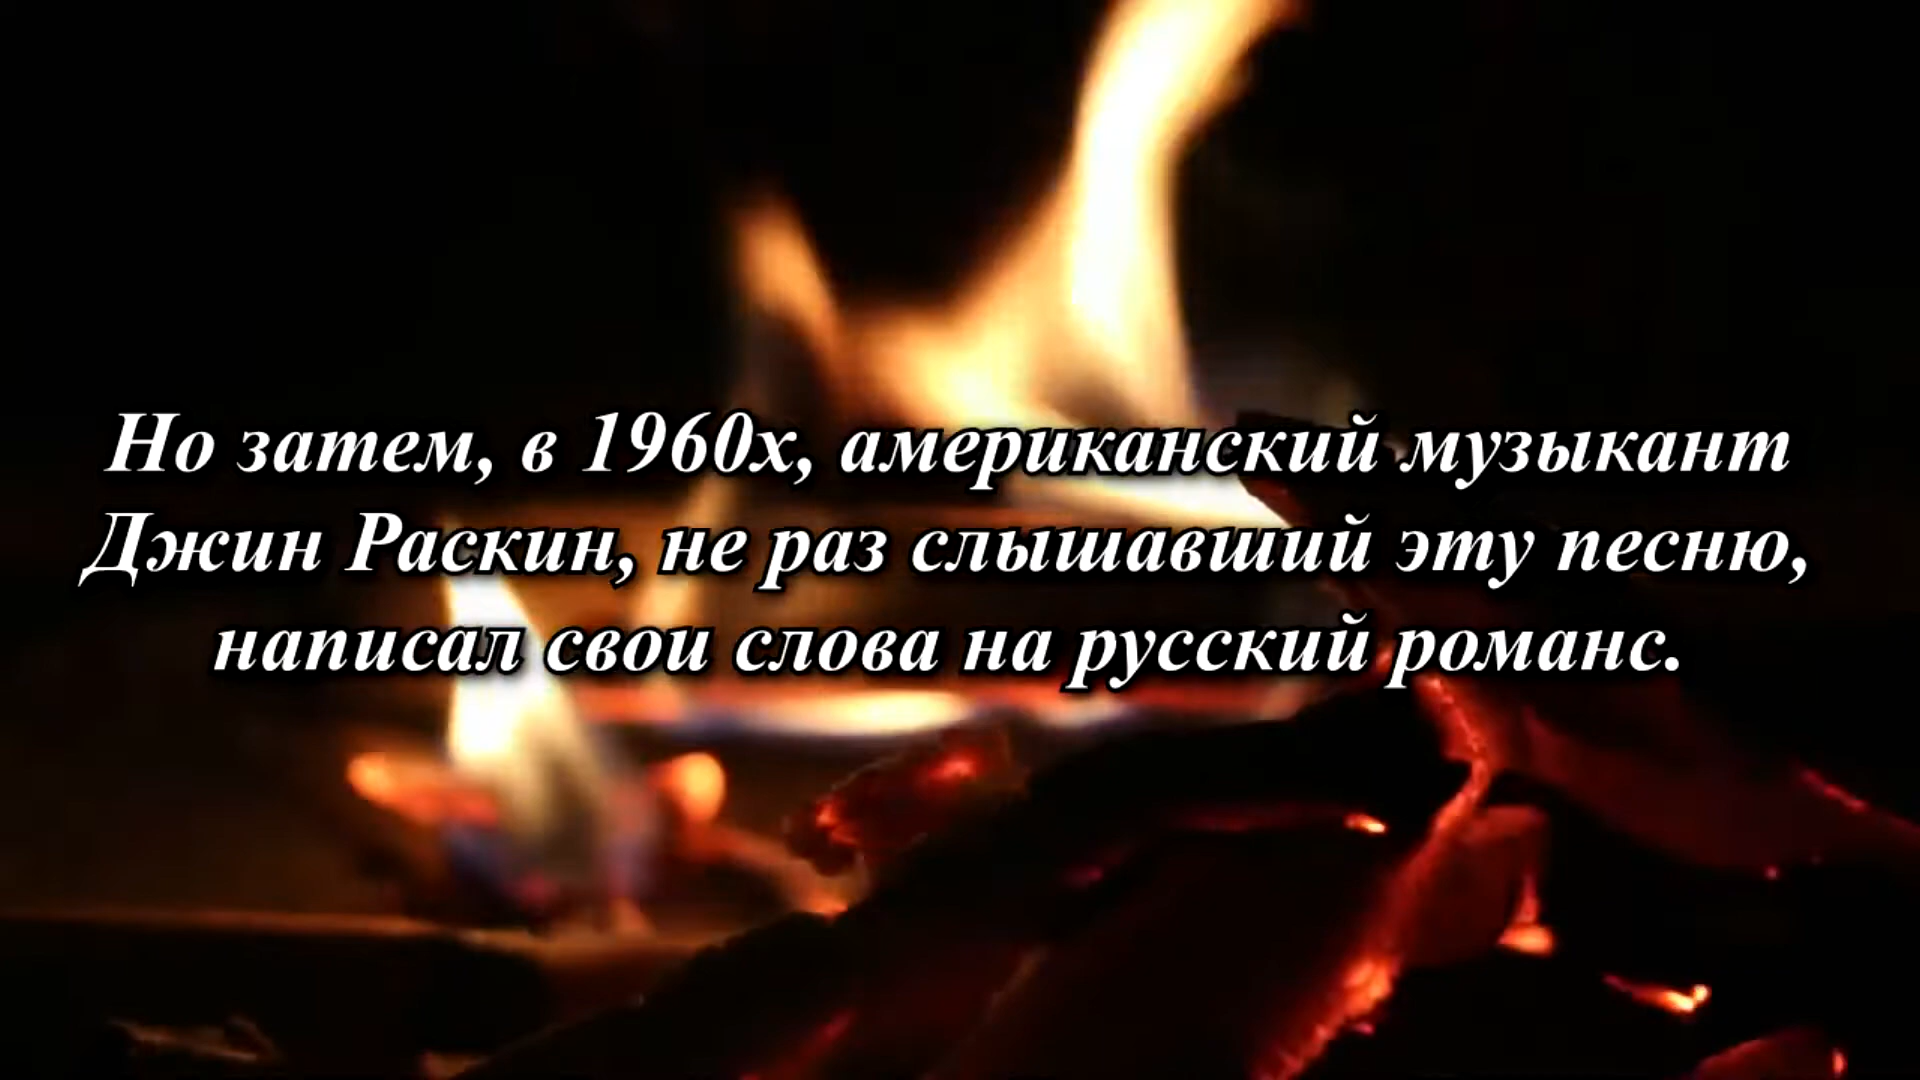 Но затем, в 1960х, американский музыкант
Джин Раскин, не раз слышавший эту песню,
написал свои слова на русский романс.